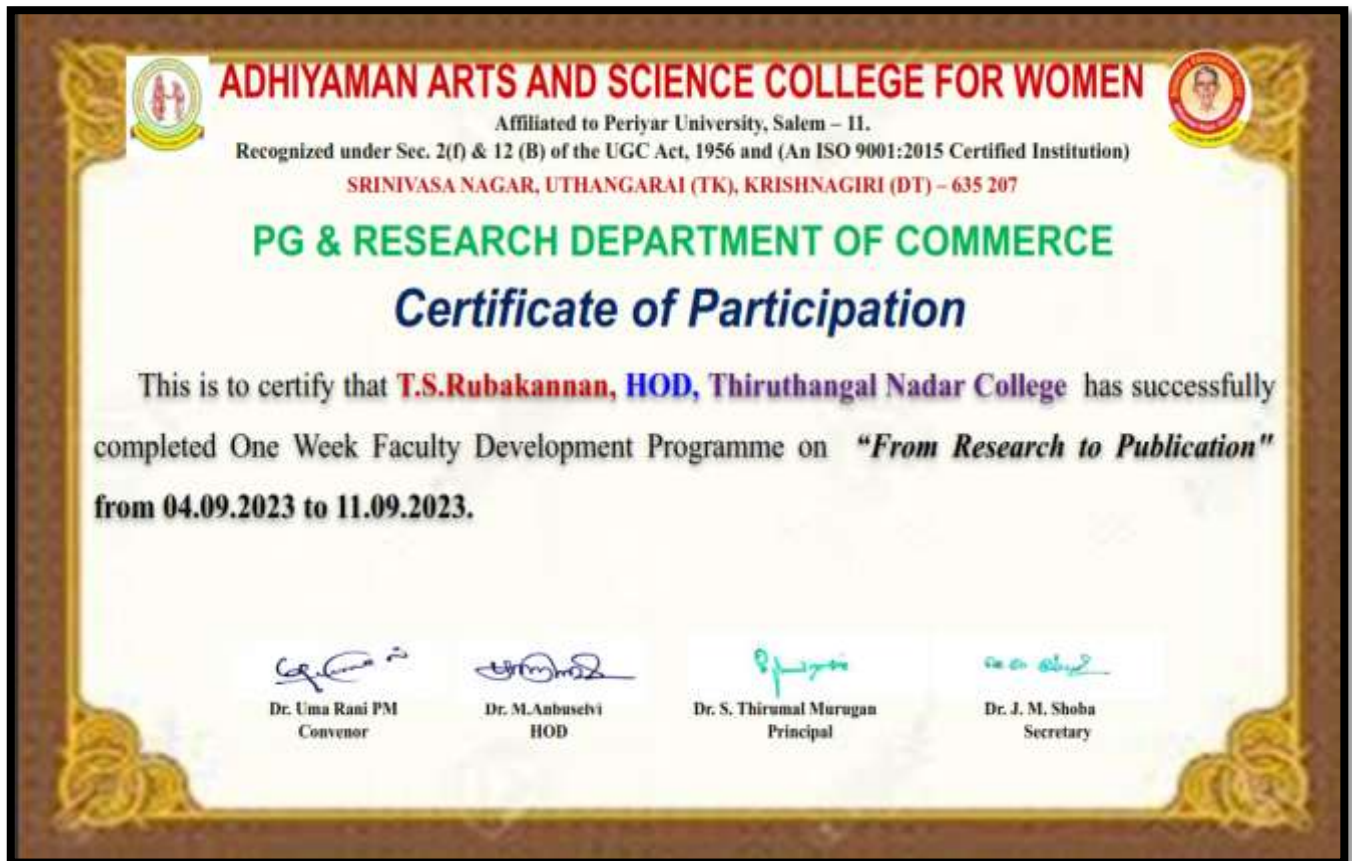 ADHIYAMAN ARTS AND SCIENCE COLLEGE FOR WOMEN
Affiliated to Periyar University, Salem – 11.
Recognized under Sec. 2(f) & 12 (B) of the UGC Act, 1956 and (An ISO 9001:2015 Certified Institution)
SRINIVASA NAGAR, UTHANGARAI (TK), KRISHNAGIRI (DT) – 635 207
PG & RESEARCH DEPARTMENT OF COMMERCE
Certificate of Participation
This is to certify that T.S.Rubakannan, HOD, Thiruthangal Nadar College has successfully
completed One Week Faculty Development Programme on “From Research to Publication"
from 04.09.2023 to 11.09.2023.
Dr. Uma Rani PM
Convenor
Dr. M.Anbuselvi
HOD
Dr. S. Thirumal Murugan
Principal
Dr. J. M. Shoba
Secretary